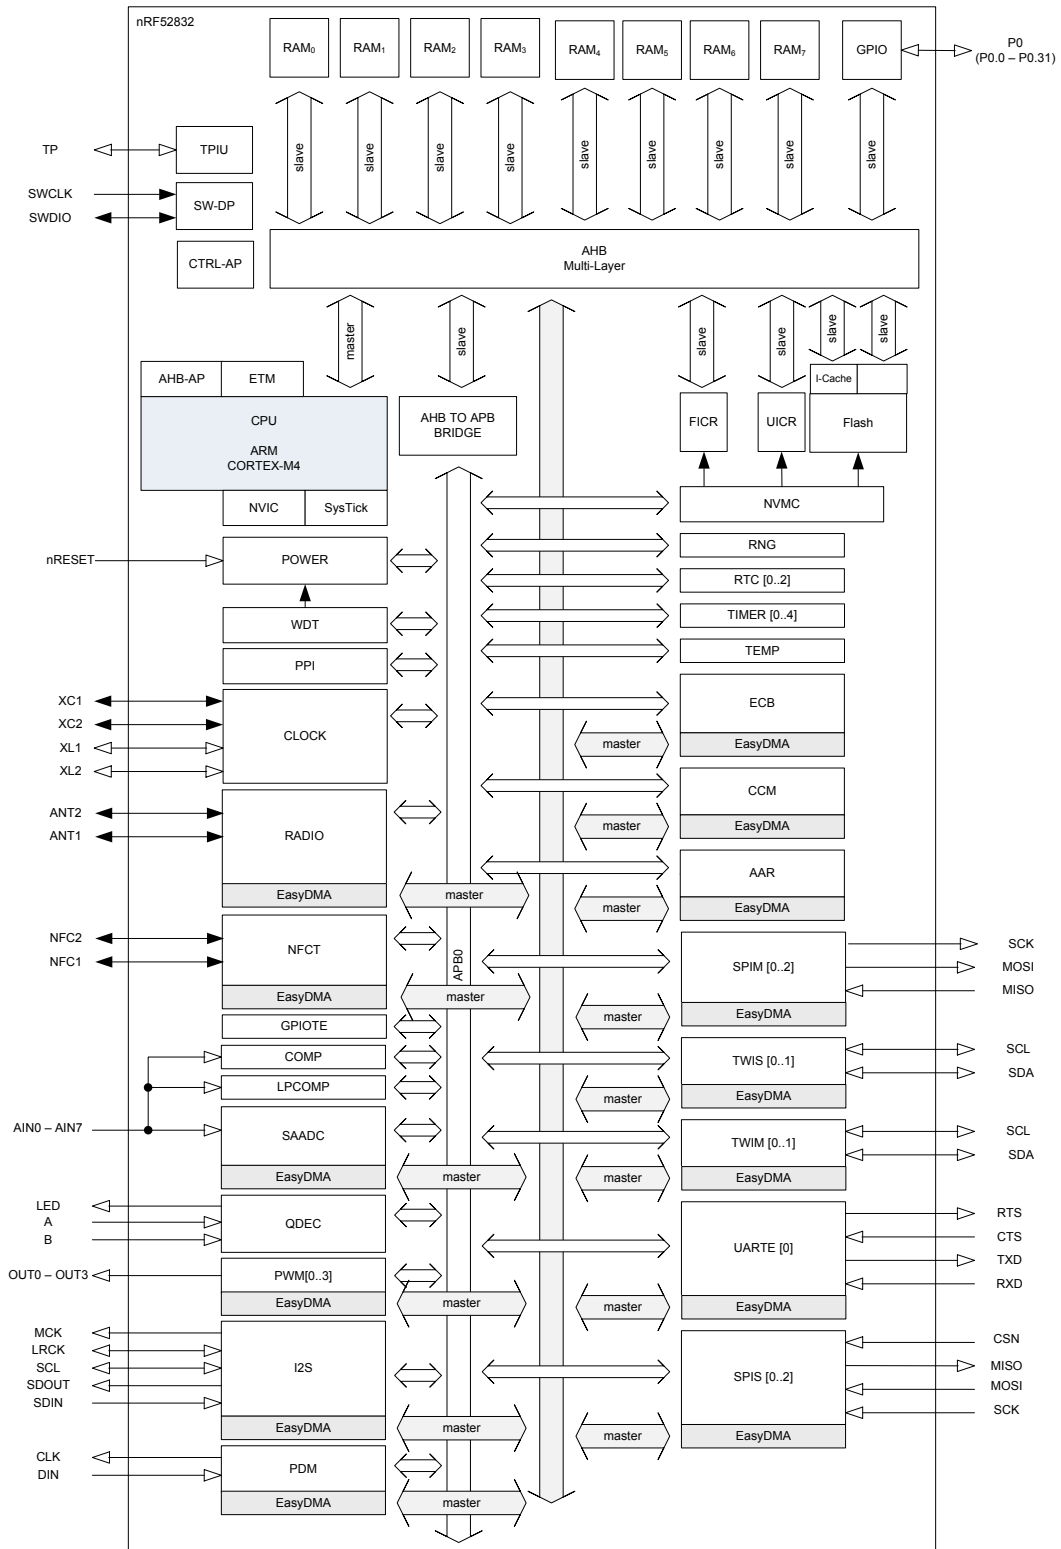 nRF52832
RAM0
RAM1
RAM2
RAM3
RAM4
RAM5
RAM6
RAM7
GPIO
P0
(P0.0 – P0.31)
slave
slave
slave
slave
slave
slave
slave
slave
slave
TP
TPIU
SWCLK
SWDIO
SW-DP
CTRL-AP
AHB
Multi-Layer
master
slave
slave
slave
slave
slave
AHB-AP
ETM
I-Cache
CPU
ARM
CORTEX-M4
AHB TO APB
BRIDGE
FICR
UICR
Flash
NVIC
SysTick
NVMC
nRESET
POWER
RNG
RTC [0..2]
WDT
TIMER [0..4]
PPI
TEMP
XC1
XC2
XL1
XL2
CLOCK
ECB
master
EasyDMA
ANT2
ANT1
RADIO
CCM
master
EasyDMA
AAR
EasyDMA
master
master
EasyDMA
NFC2
NFC1
NFCT
APB0
SPIM [0..2]
SCK
MOSI
MISO
EasyDMA
master
master
EasyDMA
GPIOTE
COMP
LPCOMP
TWIS [0..1]
SCL
SDA
master
EasyDMA
AIN0 – AIN7
SAADC
TWIM [0..1]
SCL
SDA
EasyDMA
master
master
EasyDMA
LED
A
B
QDEC
UARTE [0]
RTS
CTS
TXD
RXD
OUT0 – OUT3
PWM[0..3]
EasyDMA
master
master
EasyDMA
MCK
LRCK
SCL
SDOUT
SDIN
I2S
SPIS [0..2]
CSN
MISO
MOSI
SCK
EasyDMA
master
master
EasyDMA
CLK
DIN
PDM
EasyDMA
master